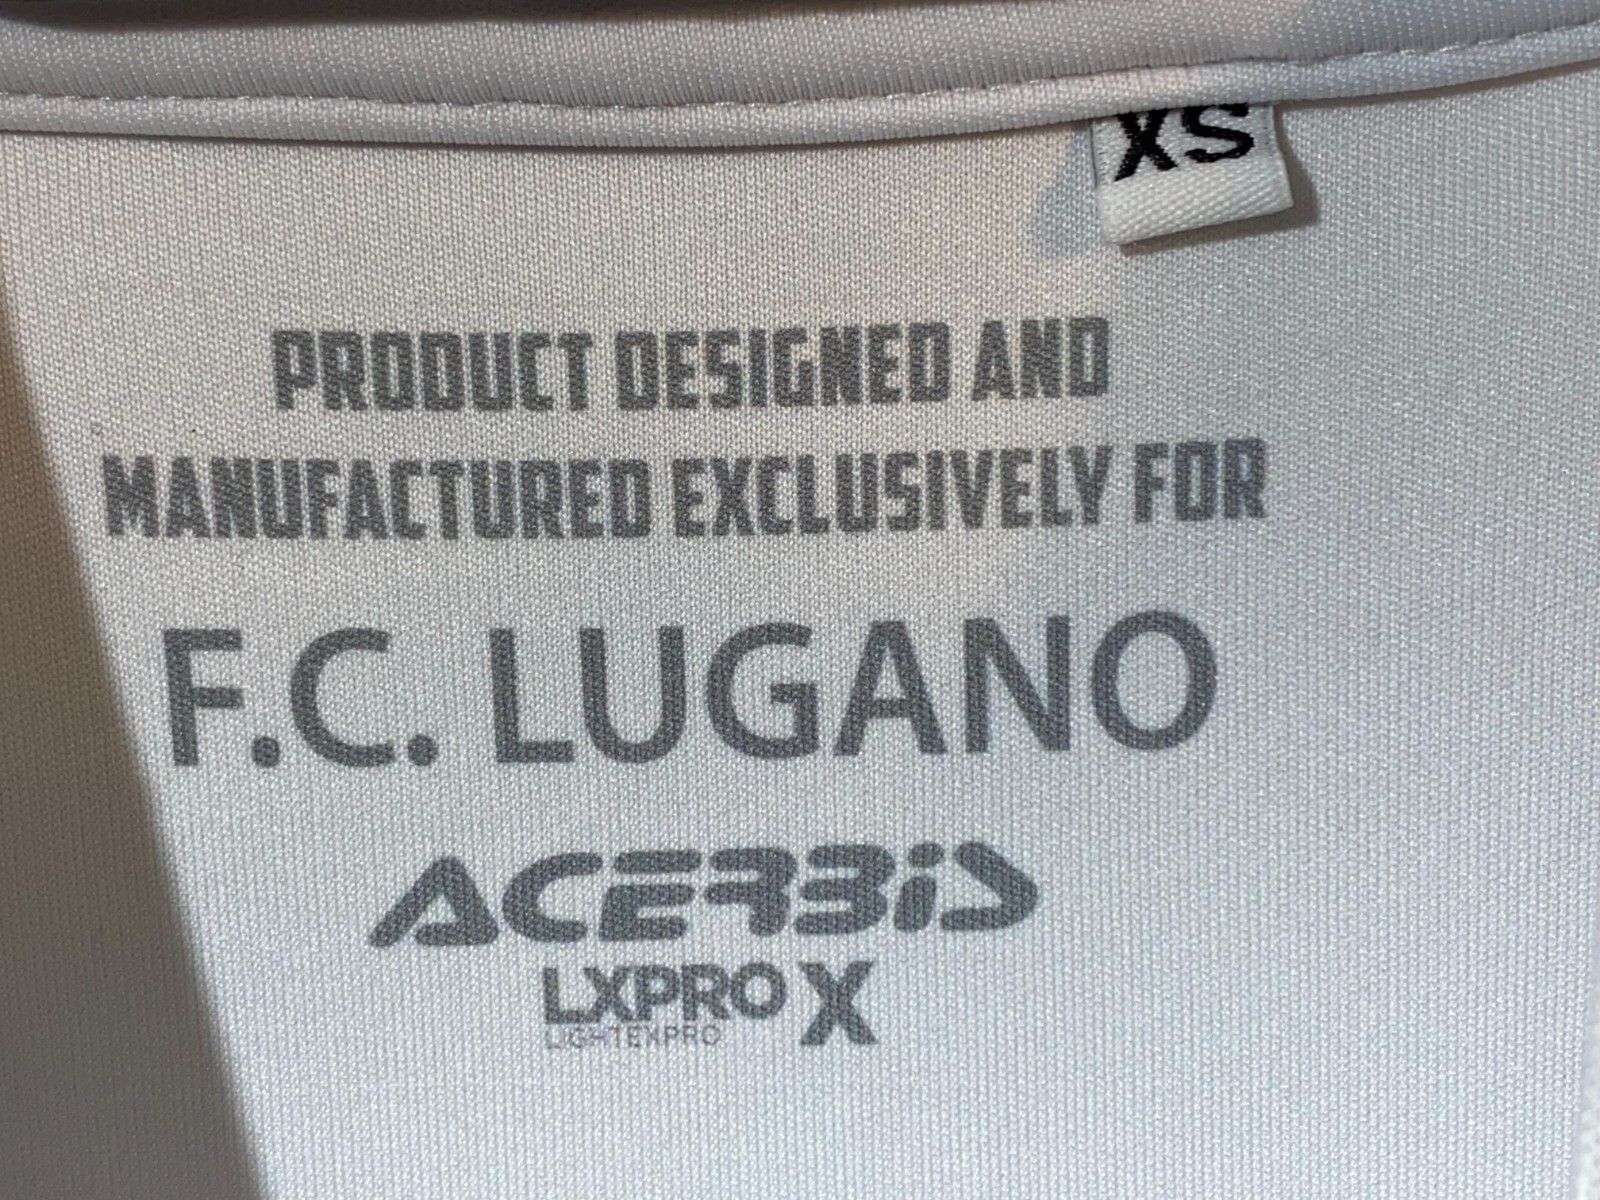 XS
PRODUCT DESIGNED AND
MANUFACTURED EXCLUSIVELY FOR
F.C. LUGANO
ACERBIS
LXPRO X
LIGHTEXPRO